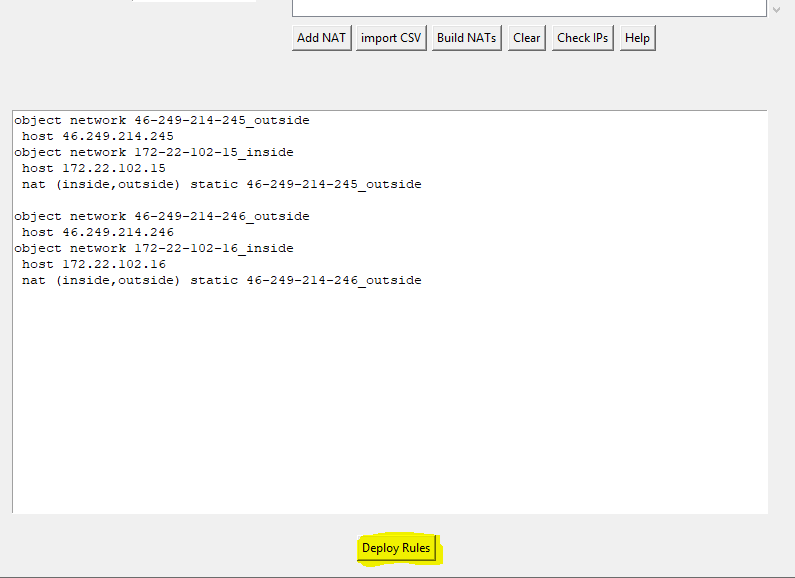 Add NAT import CSV Build NATs Clear Check IPs Help
object network 46-249-214-245_outside
host 46.249.214.245
object network 172-22-102-15_inside
host 172.22.102.15
nat (inside,outside) static 46-249-214-245_outside
object network 46-249-214-246_outside
host 46.249.214.246
object network 172-22-102-16_inside
host 172.22.102.16
nat (inside,outside) static 46-249-214-246_outside
Deploy Rules